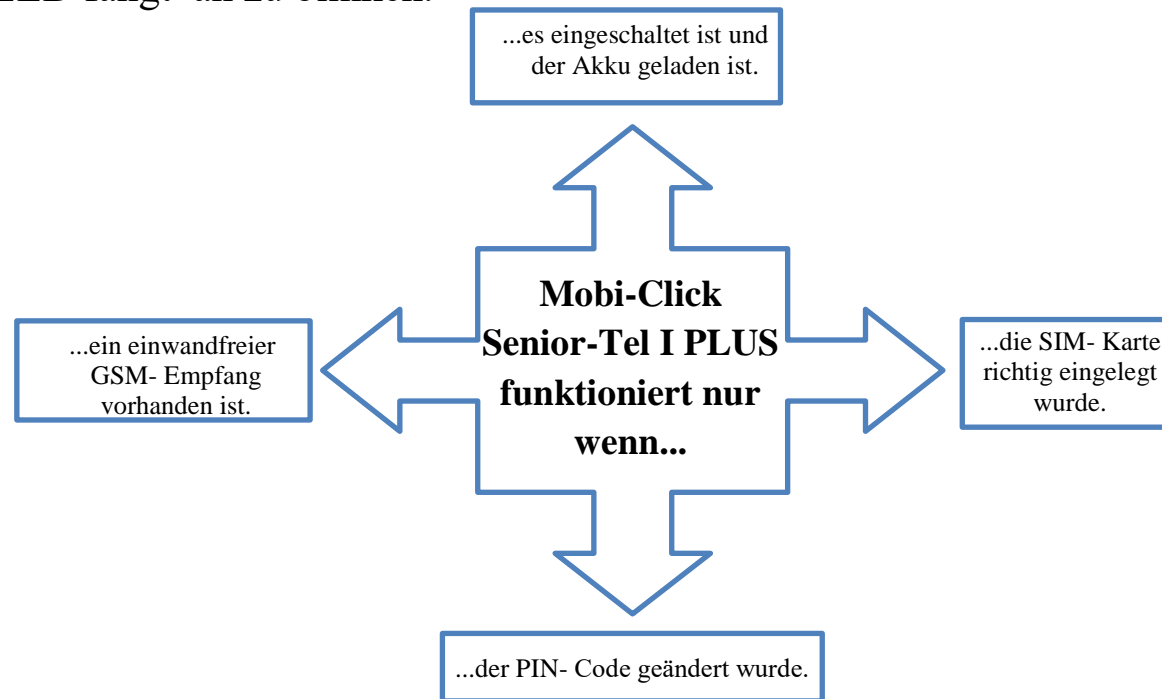 ...es eingeschaltet ist und
der Akku geladen ist.
Mobi-Click
Senior-Tel I PLUS
funktioniert nur
wenn...
...ein einwandfreier
GSM- Empfang
vorhanden ist.
...die SIM- Karte
richtig eingelegt
wurde.
...der PIN- Code geändert wurde.